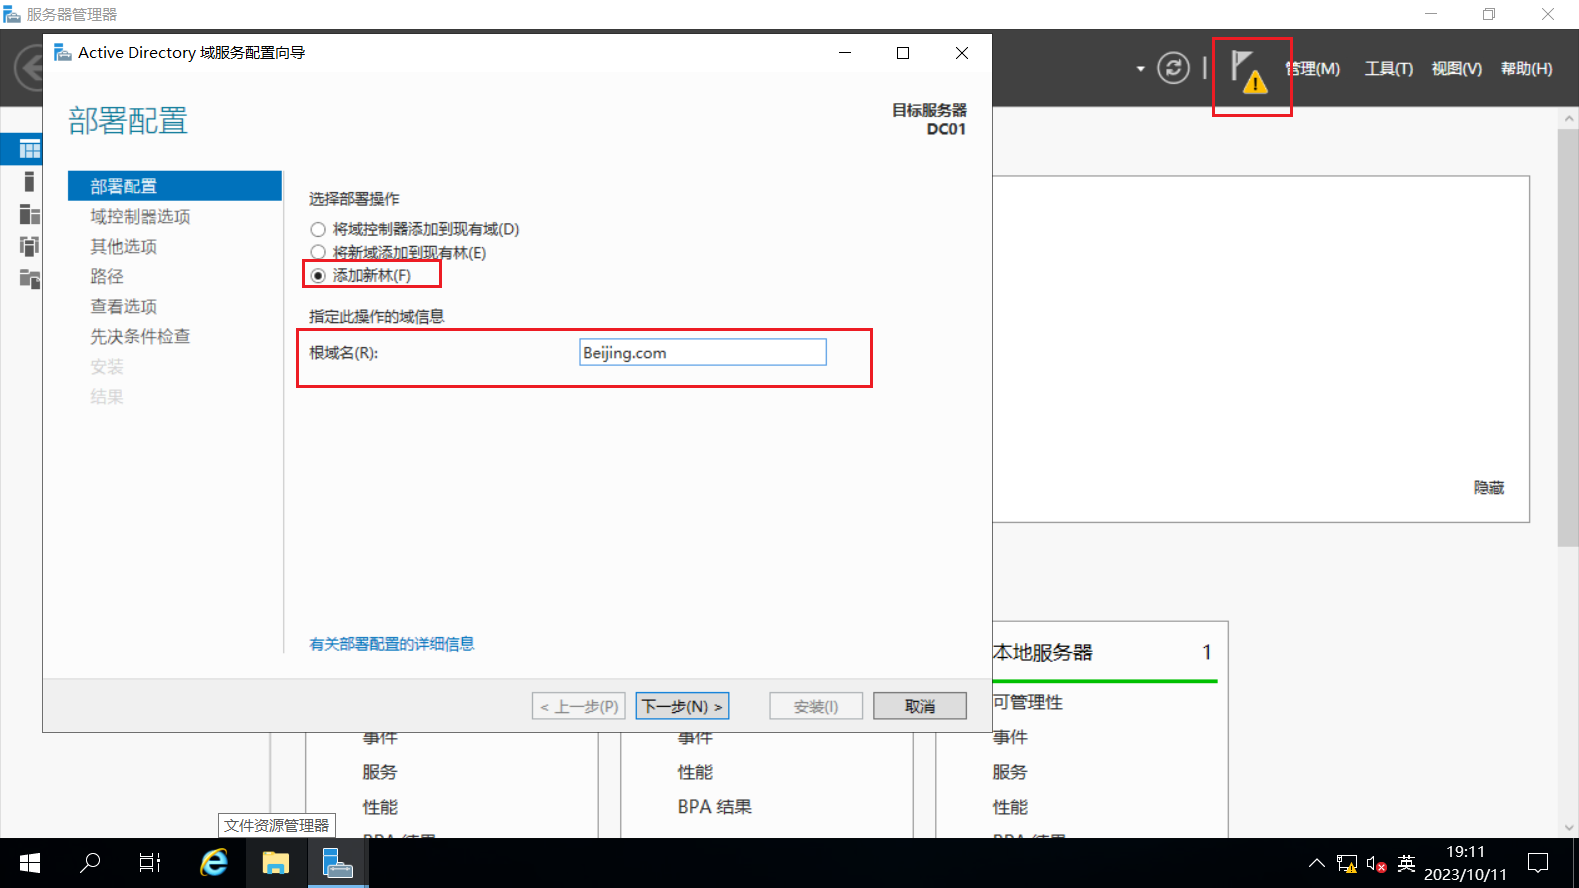 服务器管理器
Active Directory 域服务配置向导
管理(M) 工具(T) 视图(V) 帮助(H)
部署配置
目标服务器
DC01
部署配置
域控制器选项
其他选项
路径
查看选项
先决条件检查
安装
结果
选择部署操作
将域控制器添加到现有域(D)
将新域添加到现有林(E)
添加新林(F)
指定此操作的域信息
根域名(R):
Beijing.com
有关部署配置的详细信息
< 上一步(P)
下一步(N) >
安装(I)
取消
隐藏
本地服务器 1
可管理性
事件
服务
性能
BPA 结果
事件
性能
BPA 结果
事件
服务
性能
BPA 结果
文件资源管理器
英
19:11
2023/10/11